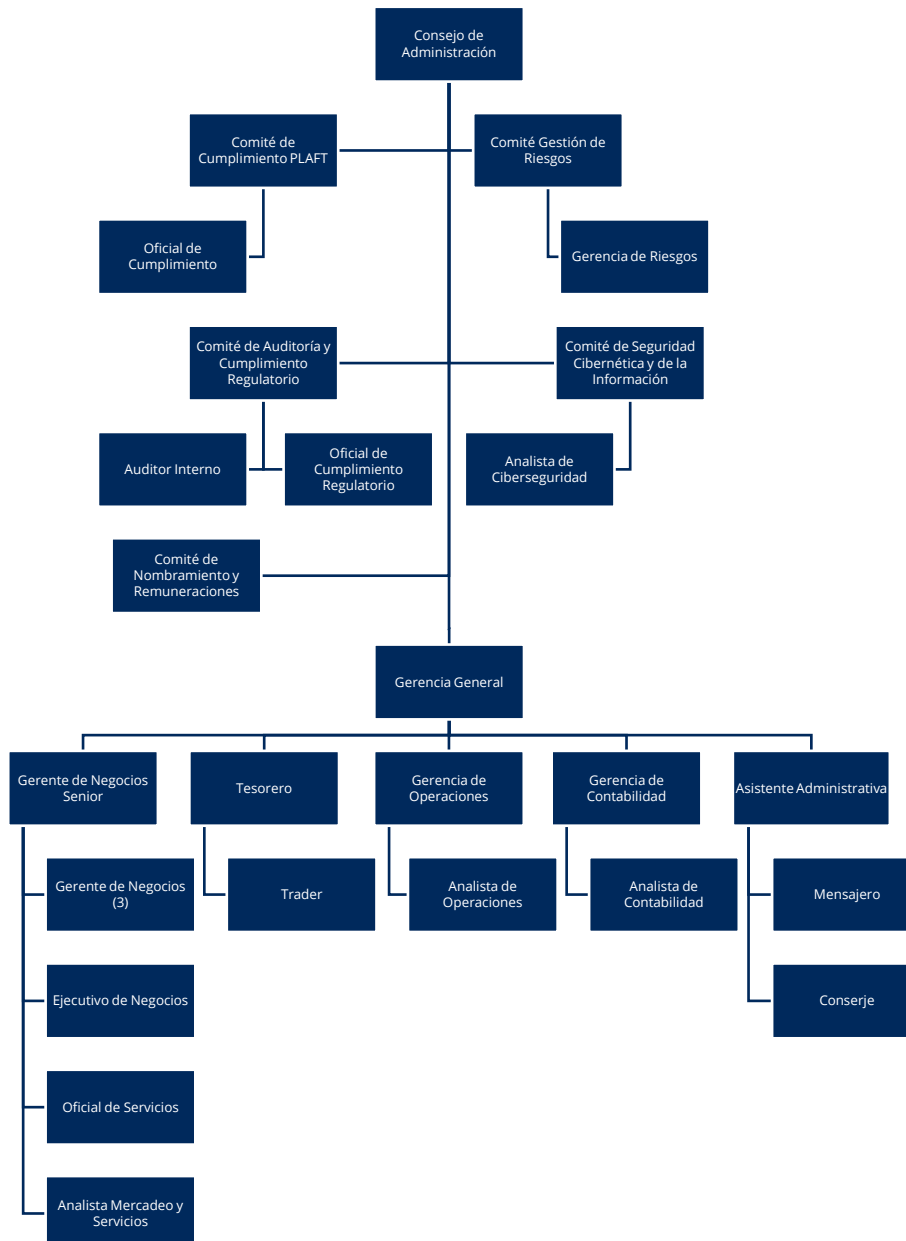 Consejo de
Administración
Comité de
Cumplimiento PLAFT
Comité Gestión de
Riesgos
Oficial de
Cumplimiento
Gerencia de Riesgos
Comité de Auditoría y
Cumplimiento
Regulatorio
Comité de Seguridad
Cibernética y de la
Información
Auditor Interno
Oficial de
Cumplimiento
Regulatorio
Analista de
Ciberseguridad
Comité de
Nombramiento y
Remuneraciones
Gerencia General
Gerente de Negocios
Senior
Tesorero
Gerencia de
Operaciones
Gerencia de
Contabilidad
Asistente Administrativa
Gerente de Negocios
(3)
Trader
Analista de
Operaciones
Analista de
Contabilidad
Mensajero
Ejecutivo de Negocios
Conserje
Oficial de Servicios
Analista Mercadeo y
Servicios